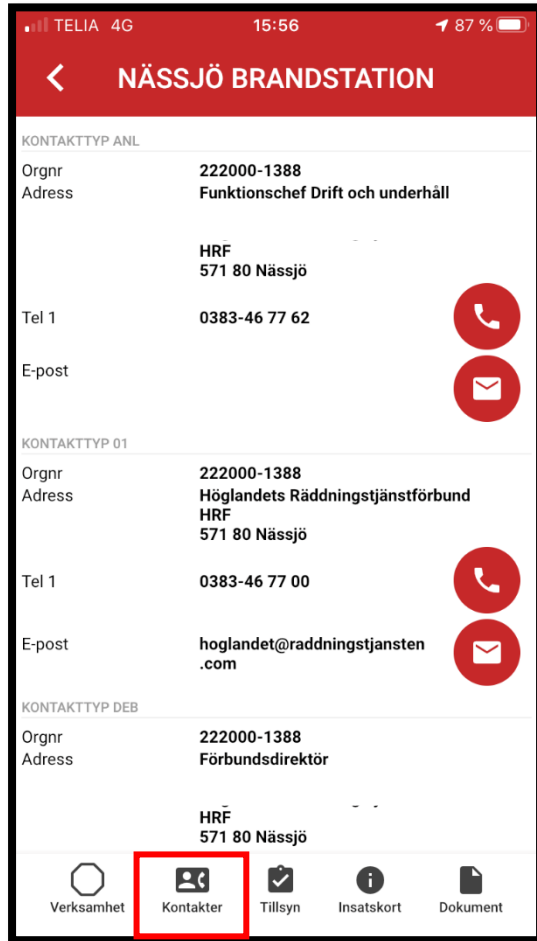 TELIA 4G 15:56 87 %
NÄSSJÖ BRANDSTATION
KONTAKTTYP ANL
Orgnr 222000-1388
Adress Funktionschef Drift och underhåll
HRF
571 80 Nässjö
Tel 1 0383-46 77 62
E-post
KONTAKTTYP 01
Orgnr 222000-1388
Adress Höglandets Räddningstjänstförbund
HRF
571 80 Nässjö
Tel 1 0383-46 77 00
E-post hoglandet@raddningstjansten
.com
KONTAKTTYP DEB
Orgnr 222000-1388
Adress Förbundsdirektör
HRF
571 80 Nässjö
Verksamhet Kontakter Tillsyn Insatskort Dokument